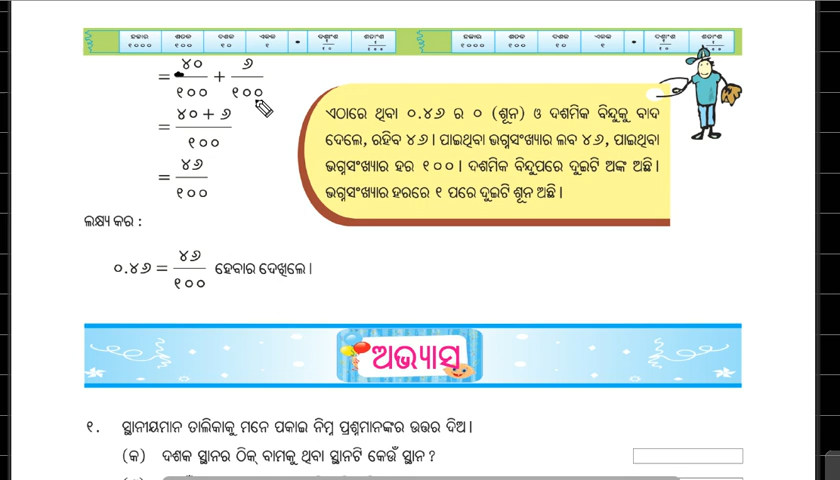 ହଜାର ଶତକ ଦଶକ ଏକକ ଦଶାଂଶ ଶତାଂଶ ହଜାର ଶତକ ଦଶକ ଏକକ ଦଶାଂଶ ଶତାଂଶ
୧୦୦୦ ୧୦୦ ୧୦ ୧ • ୧/୧୦ ୧/୧୦୦ ୧୦୦୦ ୧୦୦ ୧୦ ୧ • ୧/୧୦ ୧/୧୦୦
= ୪୦/୧୦୦ + ୬/୧୦୦
= ୪୦ + ୬/୧୦୦
= ୪୬/୧୦୦
ଏଠାରେ ଥିବା ୦.୪୬ ର ୦ (ଶୂନ) ଓ ଦଶମିକ ବିନ୍ଦୁକୁ ବାଦ
ଦେଲେ, ରହିବ ୪୬। ପାଇଥିବା ଭଗ୍ନସଂଖ୍ୟାର ଲବ ୪୬, ପାଇଥିବା
ଭଗ୍ନସଂଖ୍ୟାର ହର ୧୦୦। ଦଶମିକ ବିନ୍ଦୁପରେ ଦୁଇଟି ଅଙ୍କ ଅଛି।
ଭଗ୍ନସଂଖ୍ୟାର ହରରେ ୧ ପରେ ଦୁଇଟି ଶୂନ ଅଛି।
ଲକ୍ଷ୍ୟ କର :
୦.୪୬ = ୪୬/୧୦୦ ହେବାର ଦେଖିଲେ।
ଅଭ୍ୟାସ
୧. ସ୍ଥାନୀୟମାନ ତାଲିକାକୁ ମନେ ପକାଇ ନିମ୍ନ ପ୍ରଶ୍ନମାନଙ୍କର ଉତ୍ତର ଦିଅ।
(କ) ଦଶକ ସ୍ଥାନର ଠିକ୍ ବାମକୁ ଥିବା ସ୍ଥାନଟି କେଉଁ ସ୍ଥାନ ?